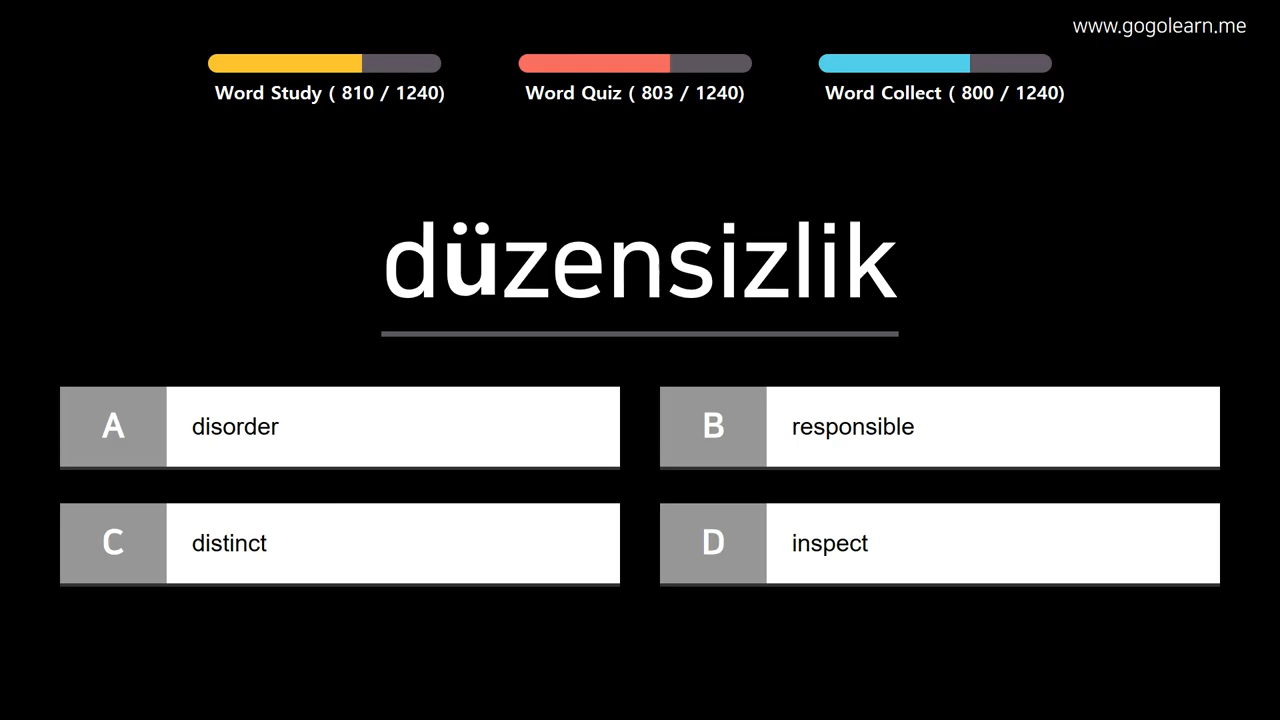 www.gogolearn.me
Word Study ( 810 / 1240)
Word Quiz ( 803 / 1240)
Word Collect ( 800 / 1240)
düzensizlik
A disorder
B responsible
C distinct
D inspect